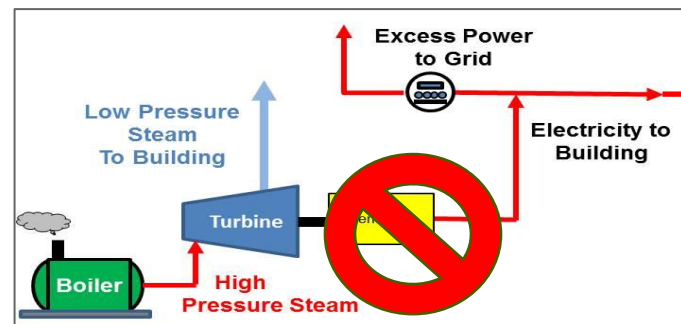 Excess Power
to Grid
Low Pressure
Steam
To Building
Electricity to
Building
Turbine
Boiler
High
Pressure Steam